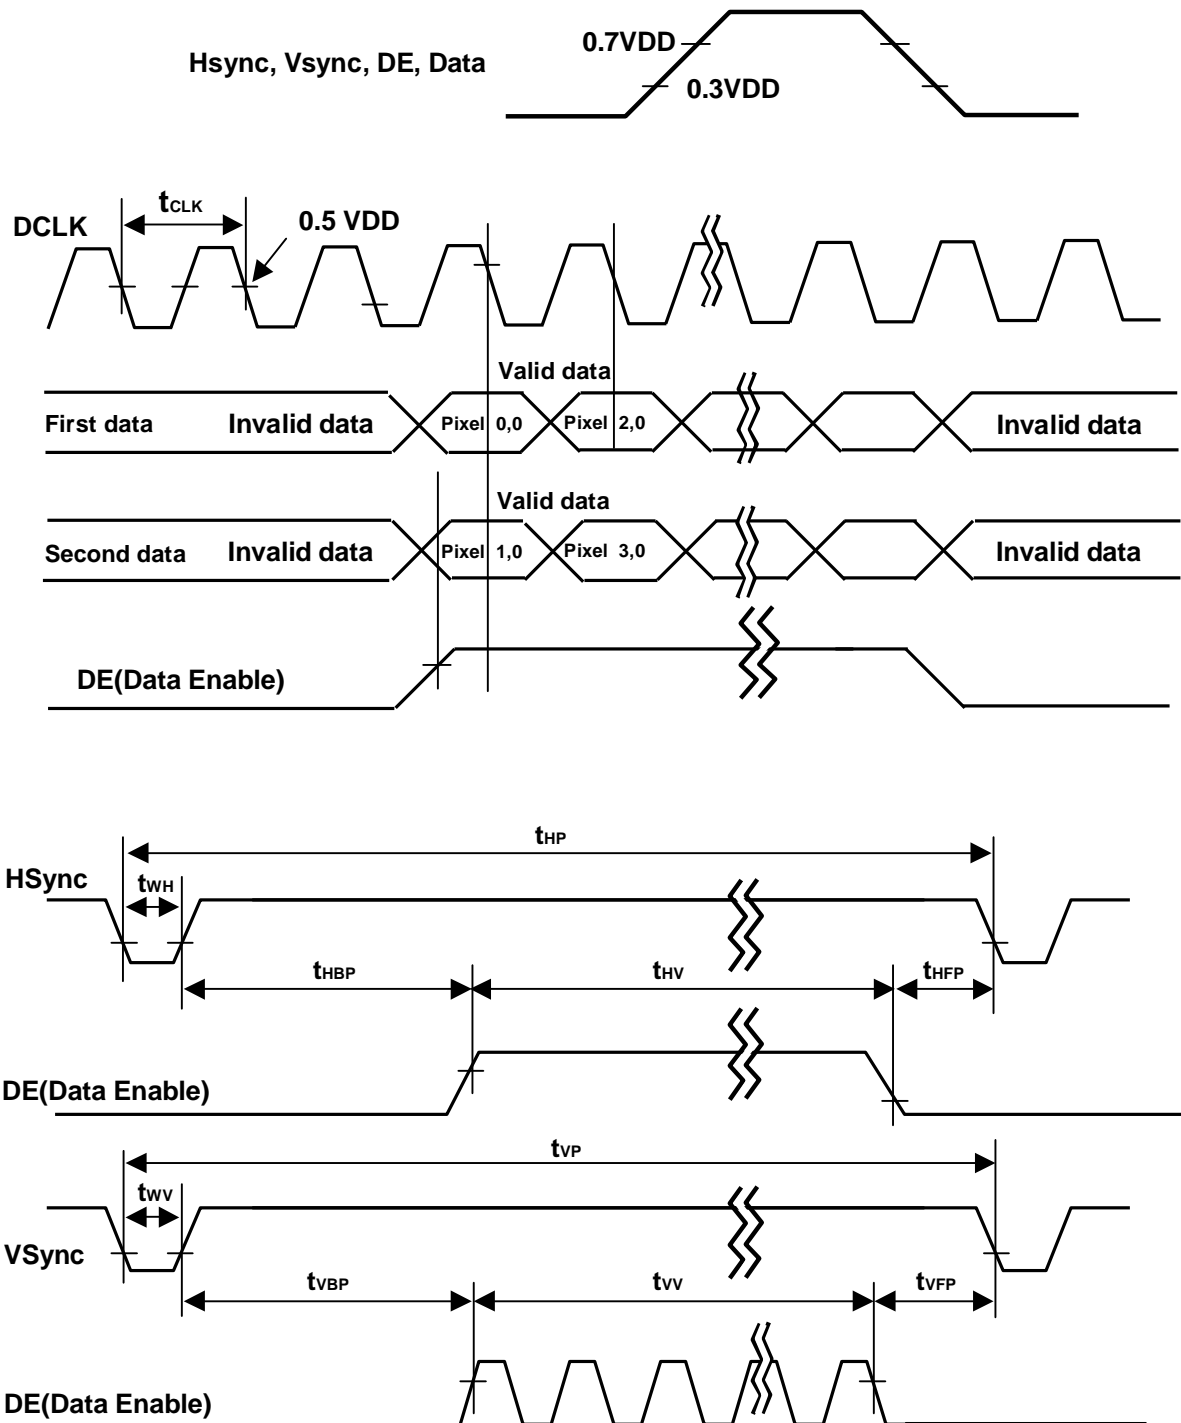 0.7VDD
Hsync, Vsync, DE, Data
0.3VDD
tCLK
DCLK
0.5 VDD
Valid data
First data Invalid data Pixel 0,0 Pixel 2,0 Invalid data
Valid data
Second data Invalid data Pixel 1,0 Pixel 3,0 Invalid data
DE(Data Enable)
tHP
HSync
tWH
tHBP tHV tHFP
DE(Data Enable)
tVP
tWV
VSync
tVBP tVV tVFP
DE(Data Enable)